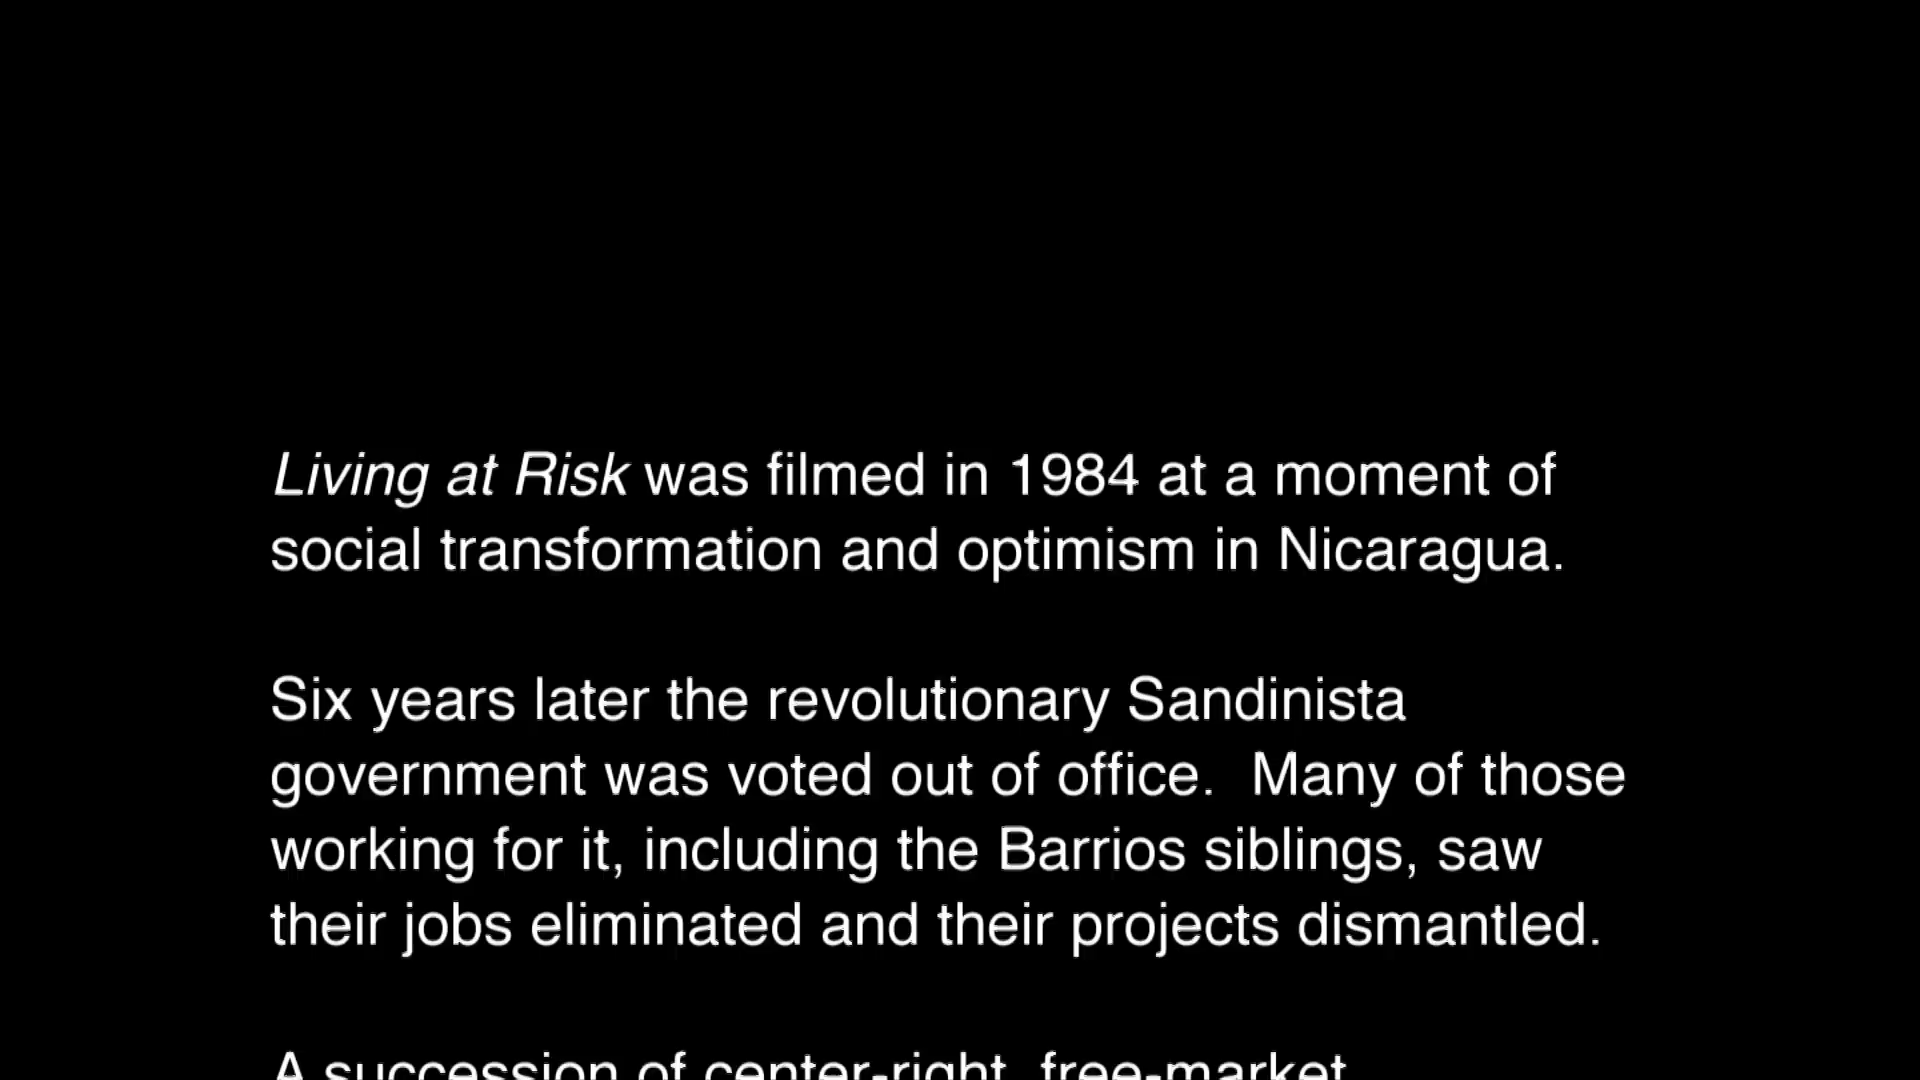 Living at Risk was filmed in 1984 at a moment of
social transformation and optimism in Nicaragua.
Six years later the revolutionary Sandinista
government was voted out of office.  Many of those
working for it, including the Barrios siblings, saw
their jobs eliminated and their projects dismantled.
A succession of center-right, free-market